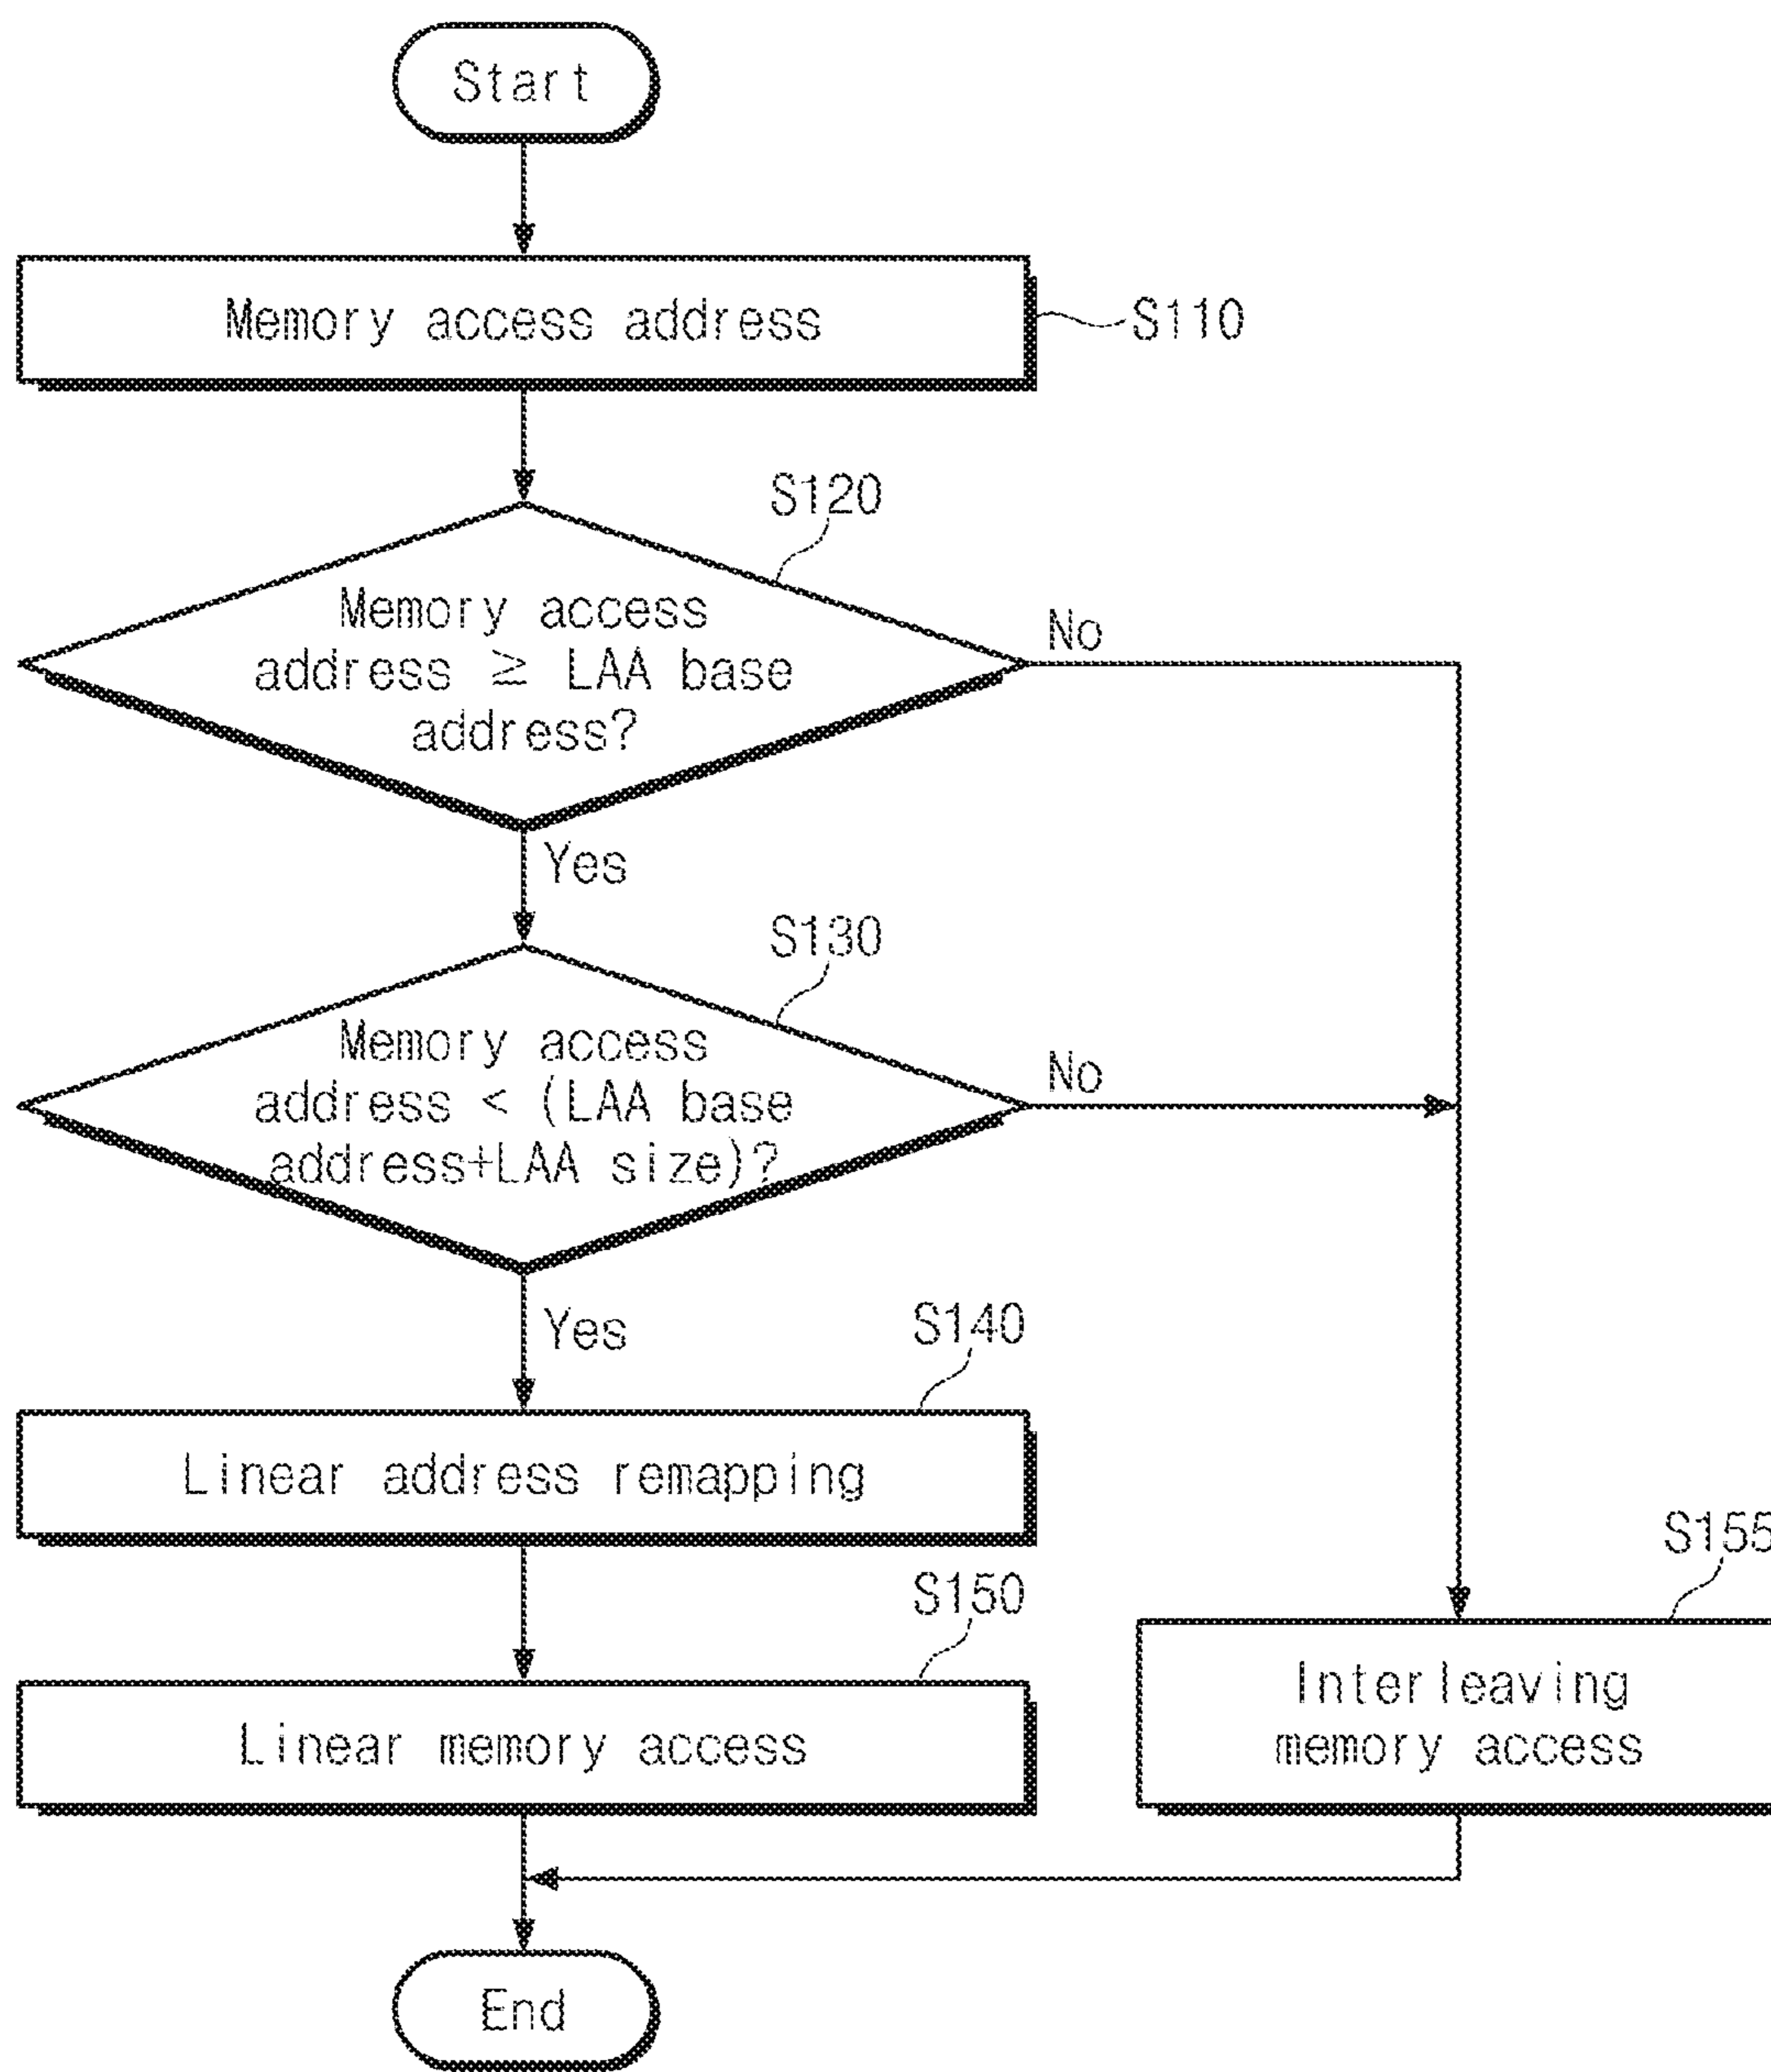 Start
Memory access address
S110
S120
Memory access
address ≥ LAA base
address?
No
Yes
S130
Memory access
address < (LAA base
address+LAA size)?
No
Yes
S140
Linear address remapping
S150
Linear memory access
S155
Interleaving
memory access
End